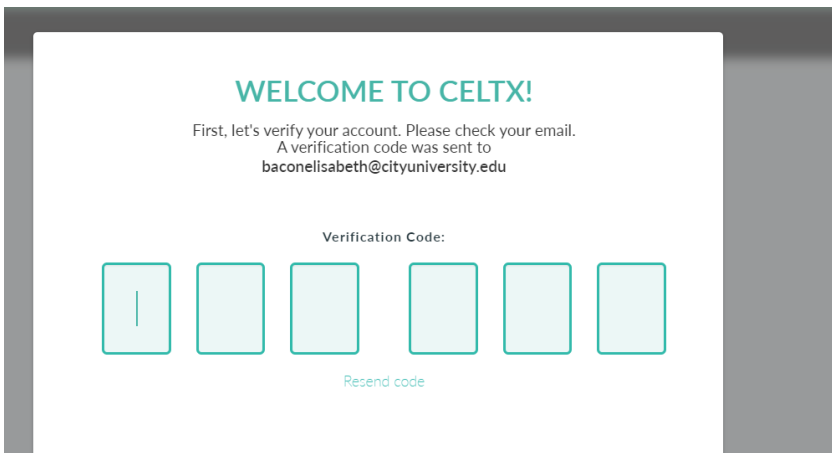 WELCOME TO CELTX!
First, let's verify your account. Please check your email.
A verification code was sent to
baconelisabeth@cityuniversity.edu
Verification Code:
Resend code